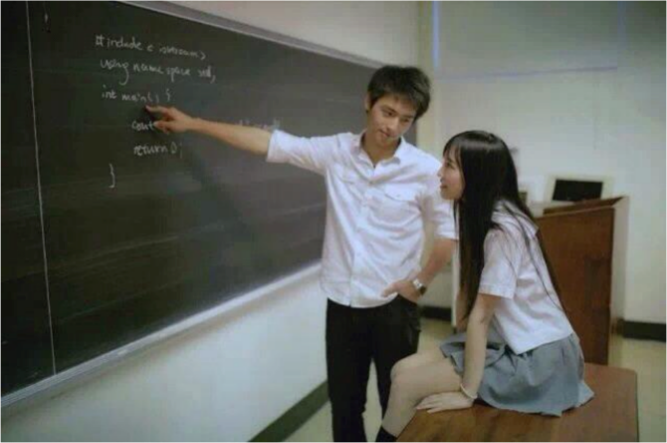 #include <iostream>
using namespace std;
int main() {
cout
return 0;
}